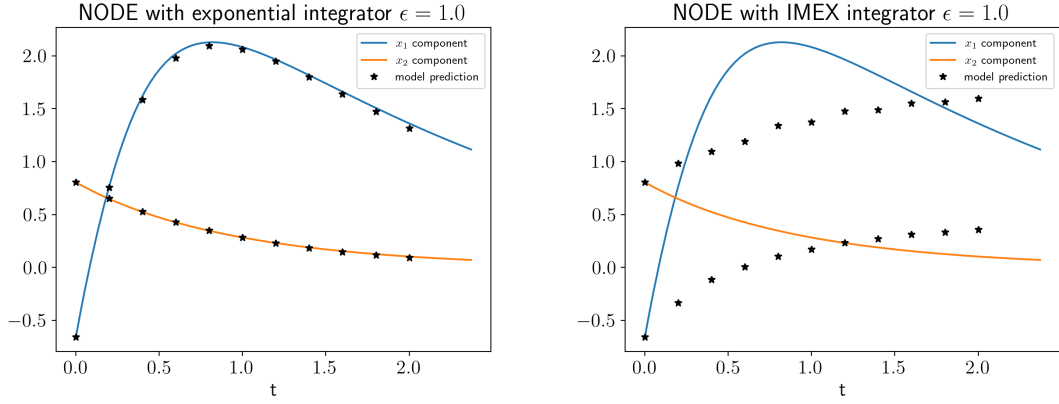 NODE with exponential integrator ϵ = 1.0
x₁ component
x₂ component
model prediction
2.0
1.5
1.0
0.5
0.0
−0.5
0.0 0.5 1.0 1.5 2.0
t
NODE with IMEX integrator ϵ = 1.0
x₁ component
x₂ component
model prediction
2.0
1.5
1.0
0.5
0.0
−0.5
0.0 0.5 1.0 1.5 2.0
t